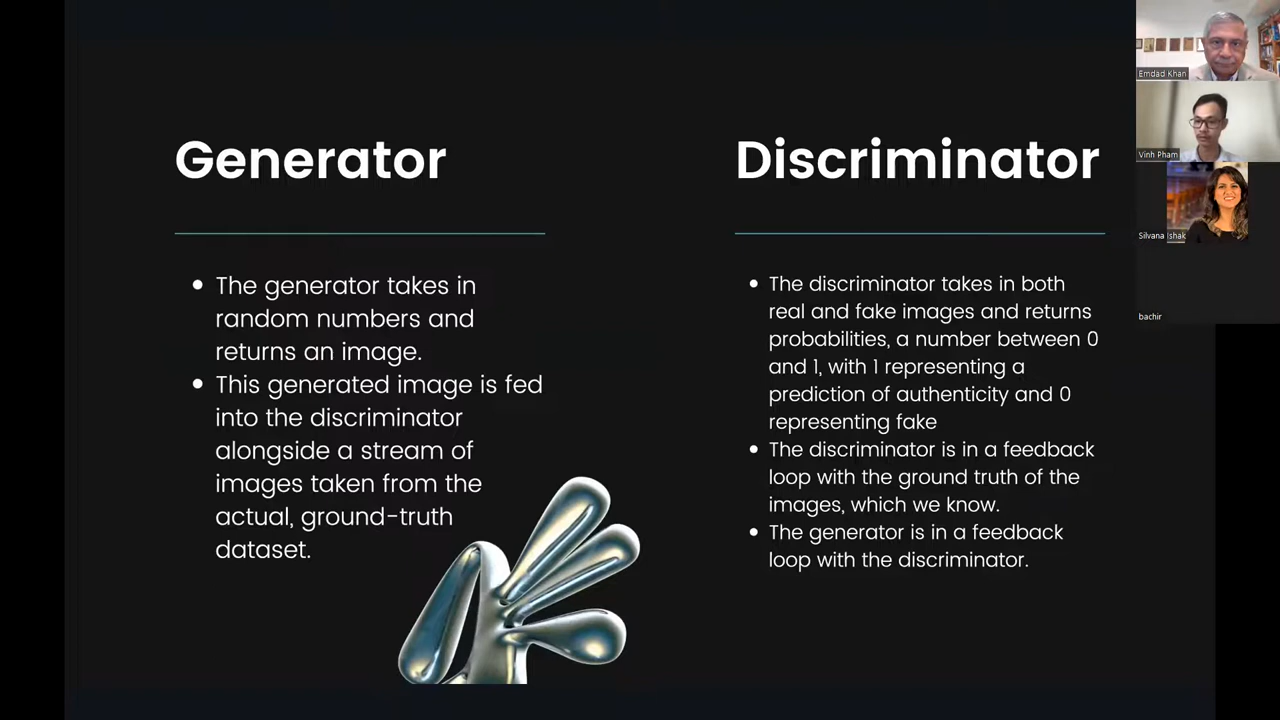 Generator
The generator takes in
random numbers and
returns an image.
This generated image is fed
into the discriminator
alongside a stream of
images taken from the
actual, ground-truth
dataset.
Discriminator
The discriminator takes in both
real and fake images and returns
probabilities, a number between 0
and 1, with 1 representing a
prediction of authenticity and 0
representing fake
The discriminator is in a feedback
loop with the ground truth of the
images, which we know.
The generator is in a feedback
loop with the discriminator.
Emdad Khan
Vinh Pham
Silvana Ishak
bachir